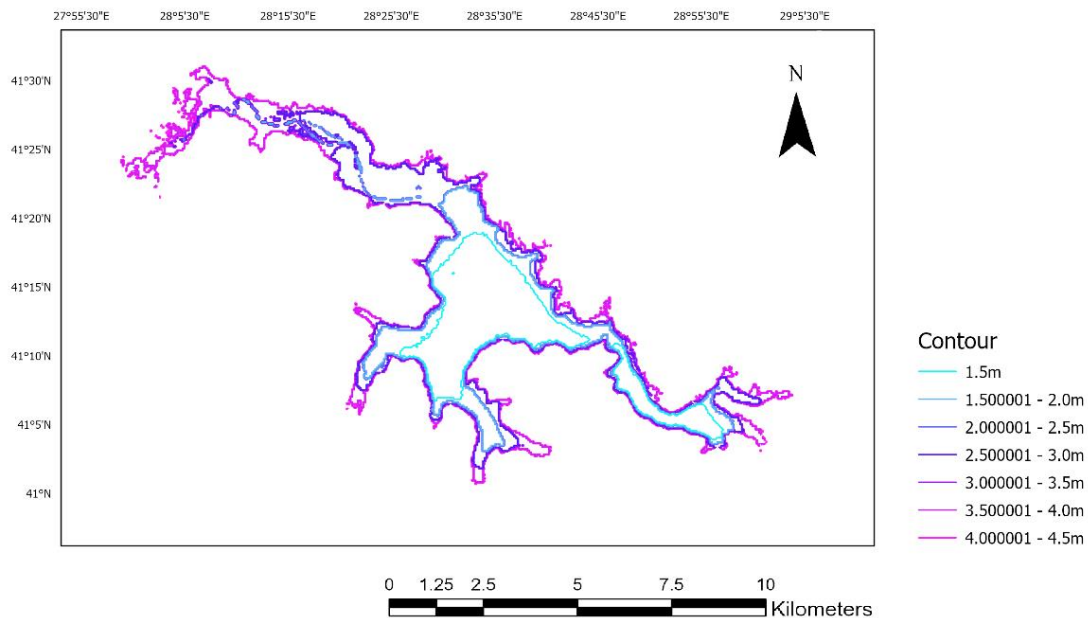 27°55'30"E 28°5'30"E 28°15'30"E 28°25'30"E 28°35'30"E 28°45'30"E 28°55'30"E 29°5'30"E
41°30'N
41°25'N
41°20'N
41°15'N
41°10'N
41°5'N
41°N
N
Contour
1.5m
1.500001 - 2.0m
2.000001 - 2.5m
2.500001 - 3.0m
3.000001 - 3.5m
3.500001 - 4.0m
4.000001 - 4.5m
0 1.25 2.5 5 7.5 10
Kilometers